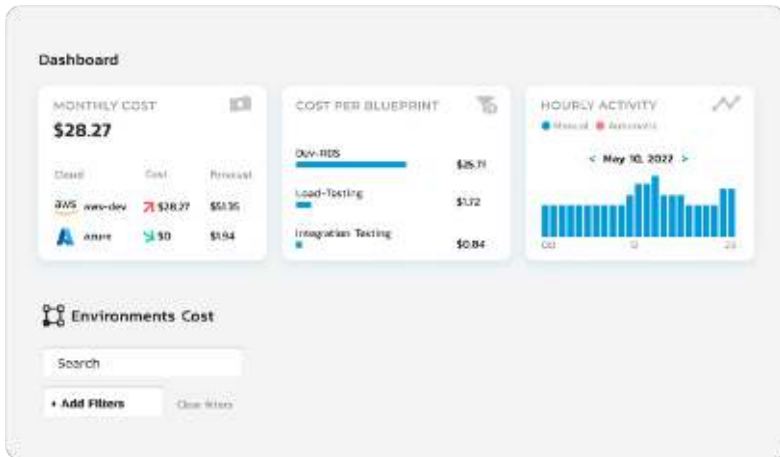 Dashboard
MONTHLY COST
$28.27
Cloud Cost Forecast
aws aws-dev $28.27 $51.35
azure $0 $1.94
COST PER BLUEPRINT
Dev-RDS
$25.71
Load-Testing
$1.72
Integration Testing
$0.84
HOURLY ACTIVITY
Manual Automatic
< May 10, 2022 >
00 12 23
Environments Cost
Search
+ Add Filters Clear filters